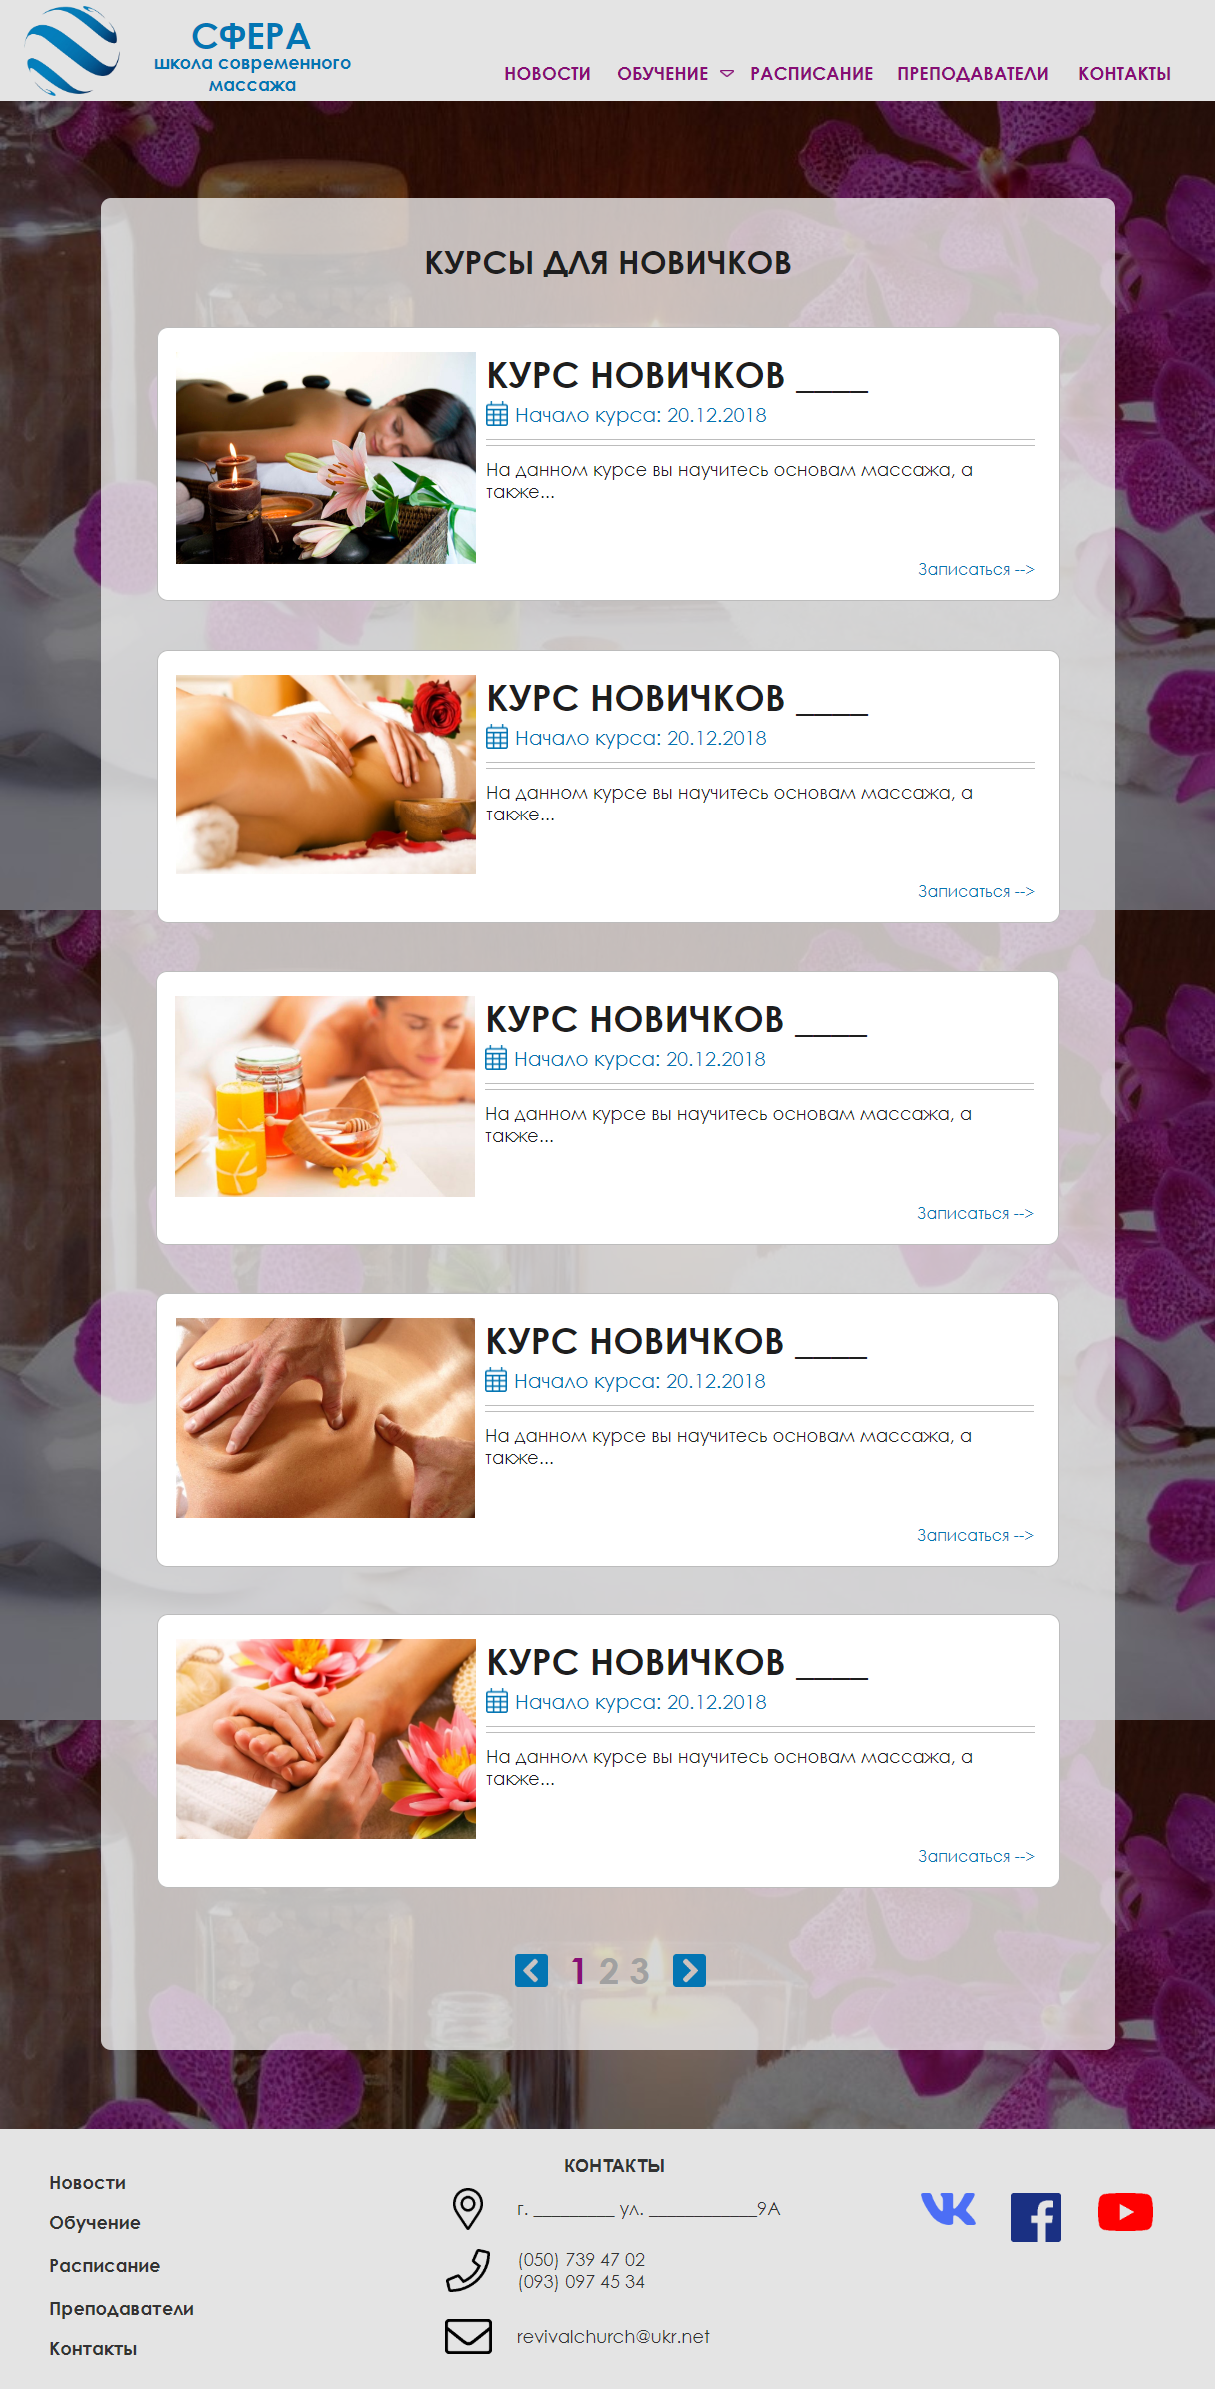 СФЕРА
школа современного
массажа
НОВОСТИ ОБУЧЕНИЕ РАСПИСАНИЕ ПРЕПОДАВАТЕЛИ КОНТАКТЫ
КУРСЫ ДЛЯ НОВИЧКОВ
КУРС НОВИЧКОВ ____
Начало курса: 20.12.2018
На данном курсе вы научитесь основам массажа, а
также...
Записаться -->
КУРС НОВИЧКОВ ____
Начало курса: 20.12.2018
На данном курсе вы научитесь основам массажа, а
также...
Записаться -->
КУРС НОВИЧКОВ ____
Начало курса: 20.12.2018
На данном курсе вы научитесь основам массажа, а
также...
Записаться -->
КУРС НОВИЧКОВ ____
Начало курса: 20.12.2018
На данном курсе вы научитесь основам массажа, а
также...
Записаться -->
КУРС НОВИЧКОВ ____
Начало курса: 20.12.2018
На данном курсе вы научитесь основам массажа, а
также...
Записаться -->
1 2 3
Новости
Обучение
Расписание
Преподаватели
Контакты
КОНТАКТЫ
г. _________ ул. ____________9А
(050) 739 47 02
(093) 097 45 34
revivalchurch@ukr.net